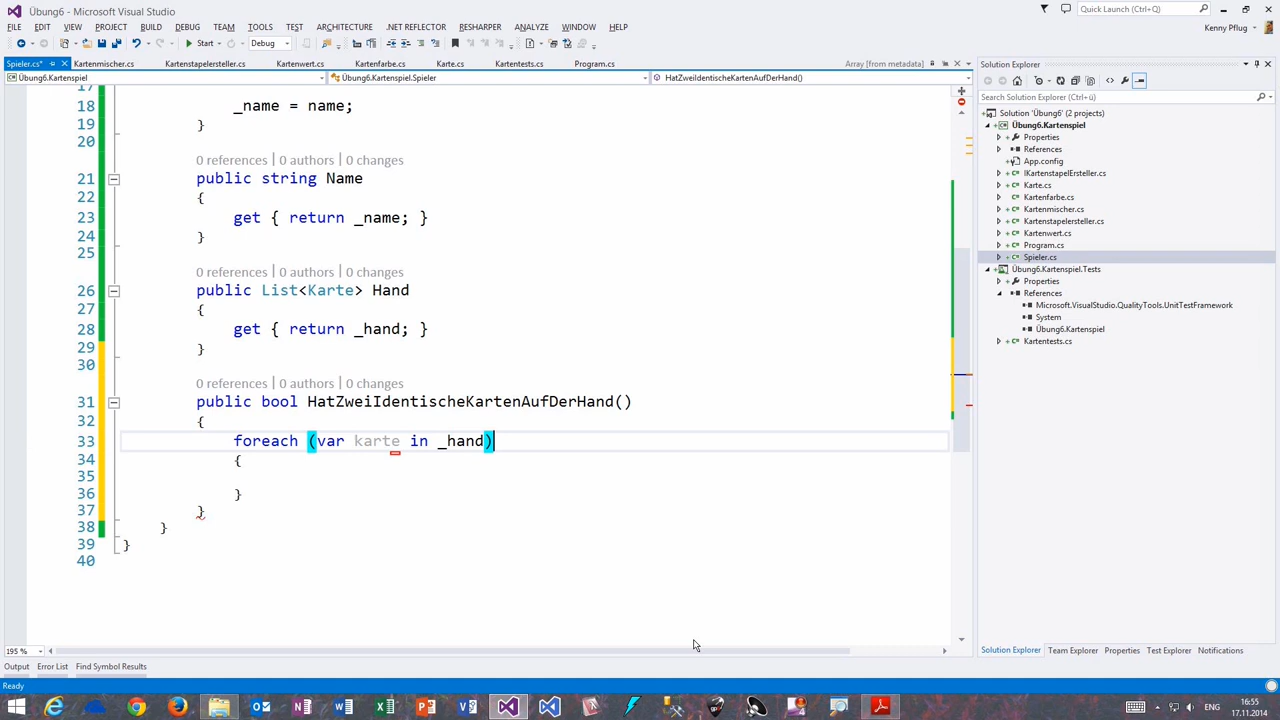 Übung6 - Microsoft Visual Studio
Quick Launch (Ctrl+Q)
FILE EDIT VIEW PROJECT BUILD DEBUG TEAM TOOLS TEST ARCHITECTURE .NET REFLECTOR RESHARPER ANALYZE WINDOW HELP
Kenny Pflug
Start Debug
Spieler.cs* Kartenmischer.cs Kartenstapelersteller.cs Kartenwert.cs Kartenfarbe.cs Karte.cs Kartentests.cs Program.cs Array [from metadata]
Übung6.Kartenspiel Übung6.Kartenspiel.Spieler HatZweiIdentischeKartenAufDerHand()
17
18 _name = name;
19 }
20
0 references | 0 authors | 0 changes
21 public string Name
22 {
23 get { return _name; }
24 }
25
0 references | 0 authors | 0 changes
26 public List<Karte> Hand
27 {
28 get { return _hand; }
29 }
30
0 references | 0 authors | 0 changes
31 public bool HatZweiIdentischeKartenAufDerHand()
32 {
33 foreach (var karte in _hand)
34 {
35
36 }
37 }
38 }
39 }
40
195 %
Solution Explorer
Search Solution Explorer (Ctrl+ü)
Solution 'Übung6' (2 projects)
Übung6.Kartenspiel
Properties
References
App.config
IKartenstapelErsteller.cs
Karte.cs
Kartenfarbe.cs
Kartenmischer.cs
Kartenstapelersteller.cs
Kartenwert.cs
Program.cs
Spieler.cs
Übung6.Kartenspiel.Tests
Properties
References
Microsoft.VisualStudio.QualityTools.UnitTestFramework
System
Übung6.Kartenspiel
Kartentests.cs
Solution Explorer Team Explorer Properties Test Explorer Notifications
Output Error List Find Symbol Results
Ready
16:55
17.11.2014